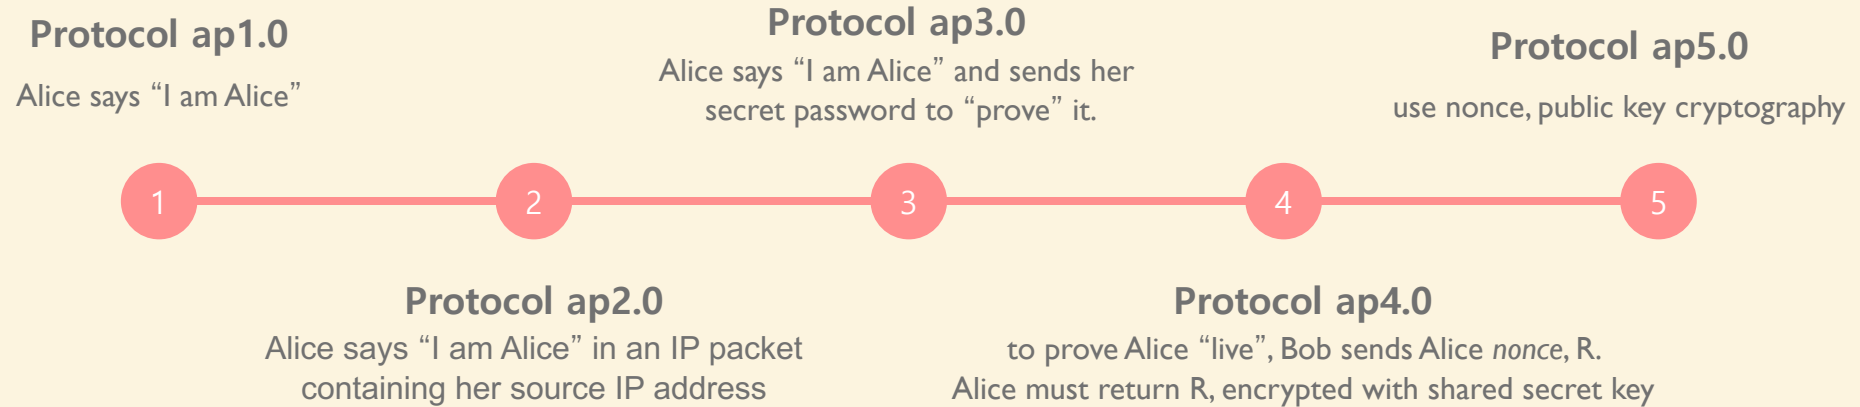 Protocol ap1.0
Alice says “I am Alice”
Protocol ap3.0
Alice says “I am Alice” and sends her
secret password to “prove” it.
Protocol ap5.0
use nonce, public key cryptography
1
2
3
4
5
Protocol ap2.0
Alice says “I am Alice” in an IP packet
containing her source IP address
Protocol ap4.0
to prove Alice “live”, Bob sends Alice nonce, R.
Alice must return R, encrypted with shared secret key